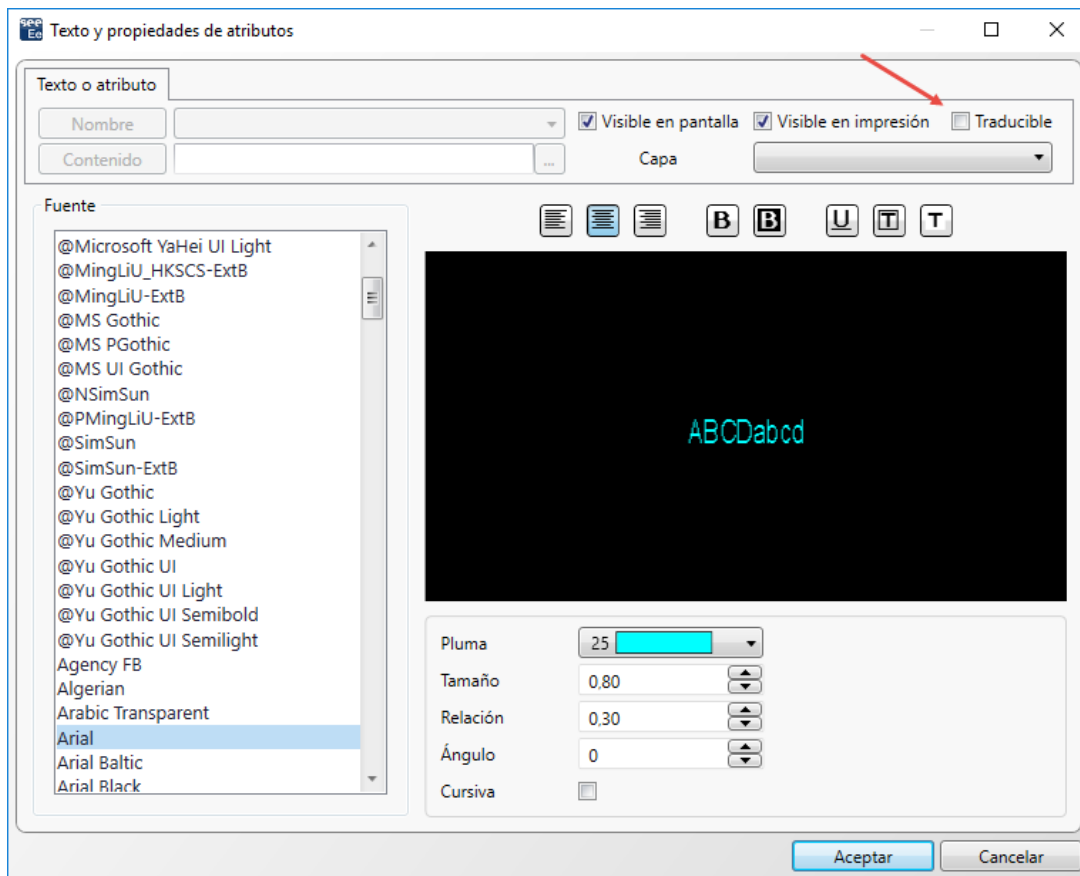 see
Ee
Texto y propiedades de atributos
Texto o atributo
Nombre
Visible en pantalla
Visible en impresión
Traducible
Contenido
...
Capa
Fuente
B
B
U
T
T
@Microsoft YaHei UI Light
@MingLiU_HKSCS-ExtB
@MingLiU-ExtB
@MS Gothic
@MS PGothic
@MS UI Gothic
@NSimSun
@PMingLiU-ExtB
@SimSun
@SimSun-ExtB
@Yu Gothic
@Yu Gothic Light
@Yu Gothic Medium
@Yu Gothic UI
@Yu Gothic UI Light
@Yu Gothic UI Semibold
@Yu Gothic UI Semilight
Agency FB
Algerian
Arabic Transparent
Arial
Arial Baltic
Arial Black
ABCDabcd
Pluma
25
Tamaño
0,80
Relación
0,30
Ángulo
0
Cursiva
Aceptar
Cancelar